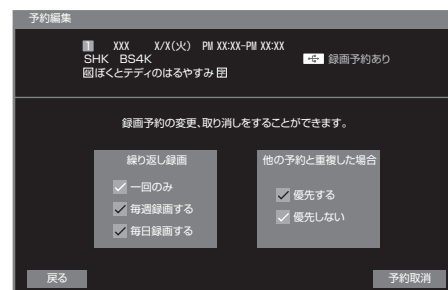 予約編集
1 XXX X/X(火) PM XX:XX-PM XX:XX
SHK BS4K
録画予約あり
ぼくとテディのはるやすみ
録画予約の変更、取り消しをすることができます。
繰り返し録画
一回のみ
毎週録画する
毎日録画する
他の予約と重複した場合
優先する
優先しない
戻る
予約取消